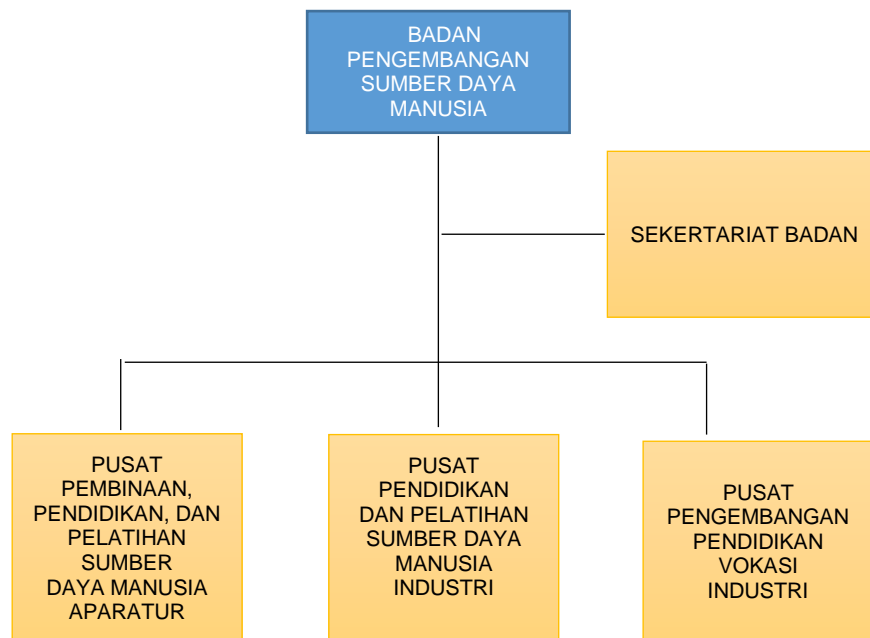 BADAN
PENGEMBANGAN
SUMBER DAYA
MANUSIA
SEKERTARIAT BADAN
PUSAT
PEMBINAAN,
PENDIDIKAN, DAN
PELATIHAN
SUMBER
DAYA MANUSIA
APARATUR
PUSAT
PENDIDIKAN
DAN PELATIHAN
SUMBER DAYA
MANUSIA
INDUSTRI
PUSAT
PENGEMBANGAN
PENDIDIKAN
VOKASI
INDUSTRI